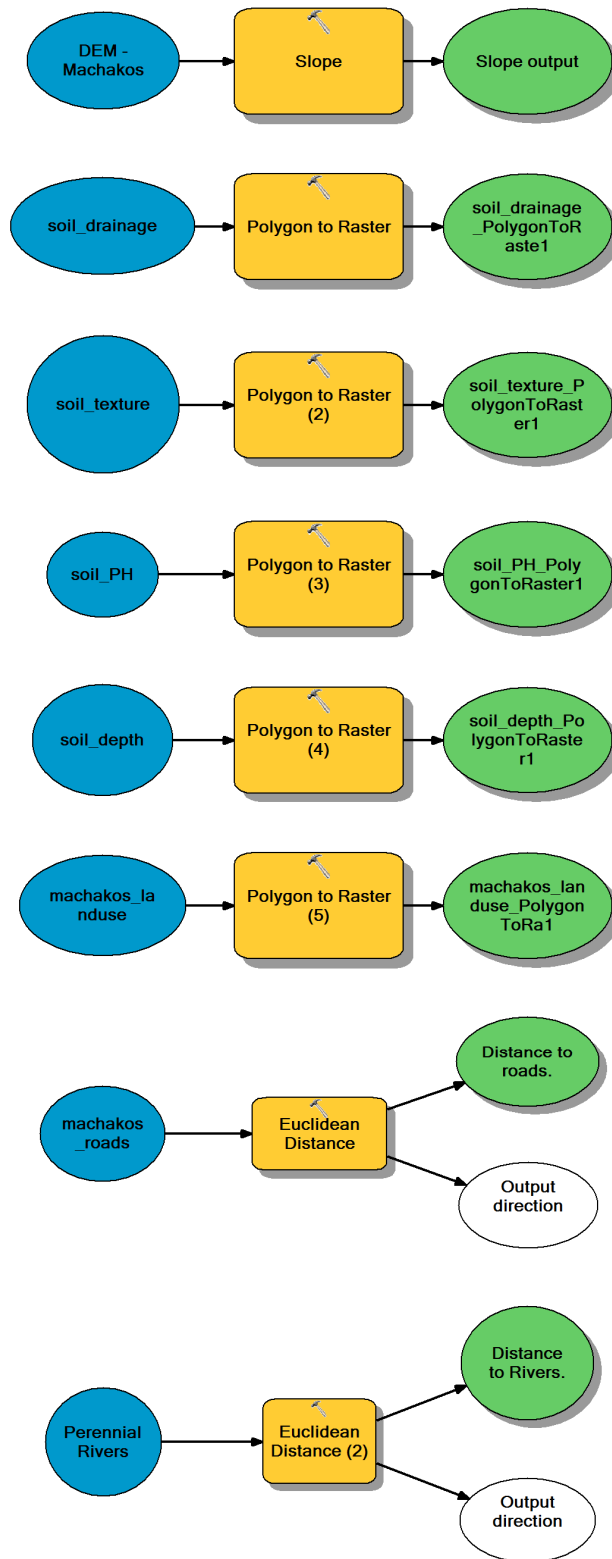 DEM -
Machakos
Slope
Slope output
soil_drainage
Polygon to Raster
soil_drainage
_PolygonToR
aste1
soil_texture
Polygon to Raster
(2)
soil_texture_P
olygonToRast
er1
soil_PH
Polygon to Raster
(3)
soil_PH_Poly
gonToRaster1
soil_depth
Polygon to Raster
(4)
soil_depth_Po
lygonToRaste
r1
machakos_la
nduse
Polygon to Raster
(5)
machakos_lan
duse_Polygon
ToRa1
machakos
_roads
Euclidean
Distance
Distance to
roads.
Output
direction
Perennial
Rivers
Euclidean
Distance (2)
Distance
to Rivers.
Output
direction